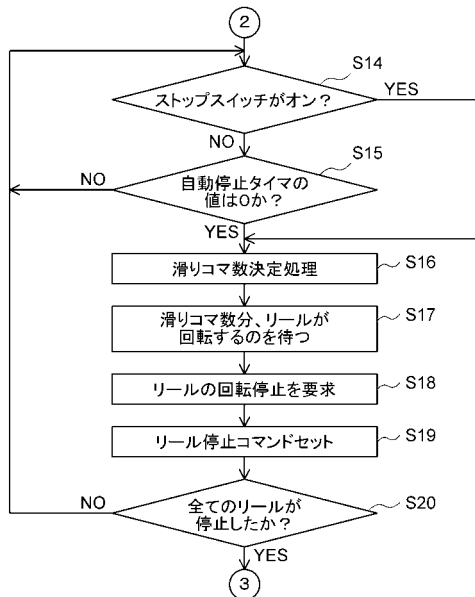 2
S14
ストップスイッチがオン？
YES
NO
S15
自動停止タイマの
値は0か？
NO
YES
滑りコマ数決定処理
S16
滑りコマ数分、リールが
回転するのを待つ
S17
リールの回転停止を要求
S18
リール停止コマンドセット
S19
全てのリールが
停止したか？
S20
NO
YES
3